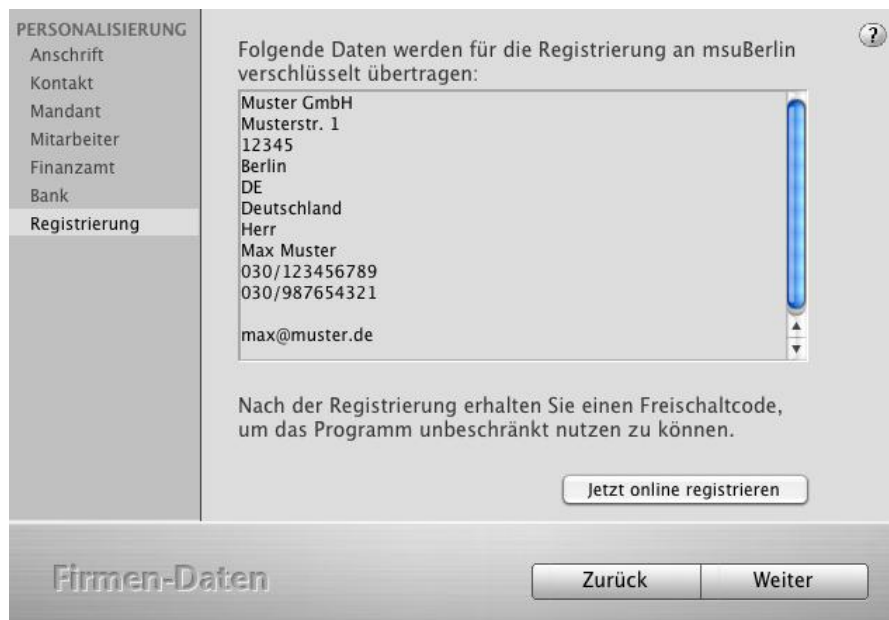 PERSONALISIERUNG
Anschrift
Kontakt
Mandant
Mitarbeiter
Finanzamt
Bank
Registrierung
?
Folgende Daten werden für die Registrierung an msuBerlin
verschlüsselt übertragen:
Muster GmbH
Musterstr. 1
12345
Berlin
DE
Deutschland
Herr
Max Muster
030/123456789
030/987654321
max@muster.de
Nach der Registrierung erhalten Sie einen Freischaltcode,
um das Programm unbeschränkt nutzen zu können.
Jetzt online registrieren
Firmen-Daten
Zurück
Weiter